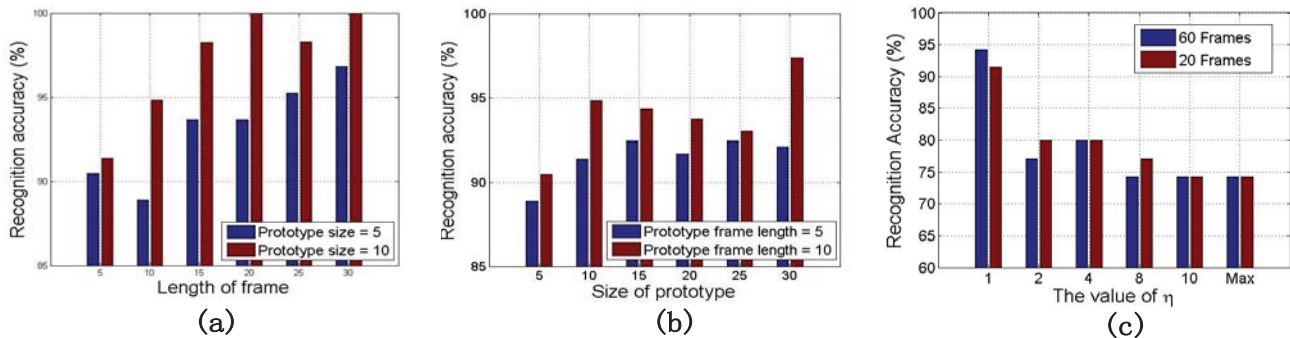 100
95
90
85
Recognition accuracy (%)
Prototype size = 5
Prototype size = 10
5 10 15 20 25 30
Length of frame
(a)
100
95
90
85
Recognition accuracy (%)
Prototype frame length = 5
Prototype frame length = 10
5 10 15 20 25 30
Size of prototype
(b)
100
95
90
85
80
75
70
65
60
Recognition Accuracy (%)
60 Frames
20 Frames
1 2 4 8 10 Max
The value of η
(c)